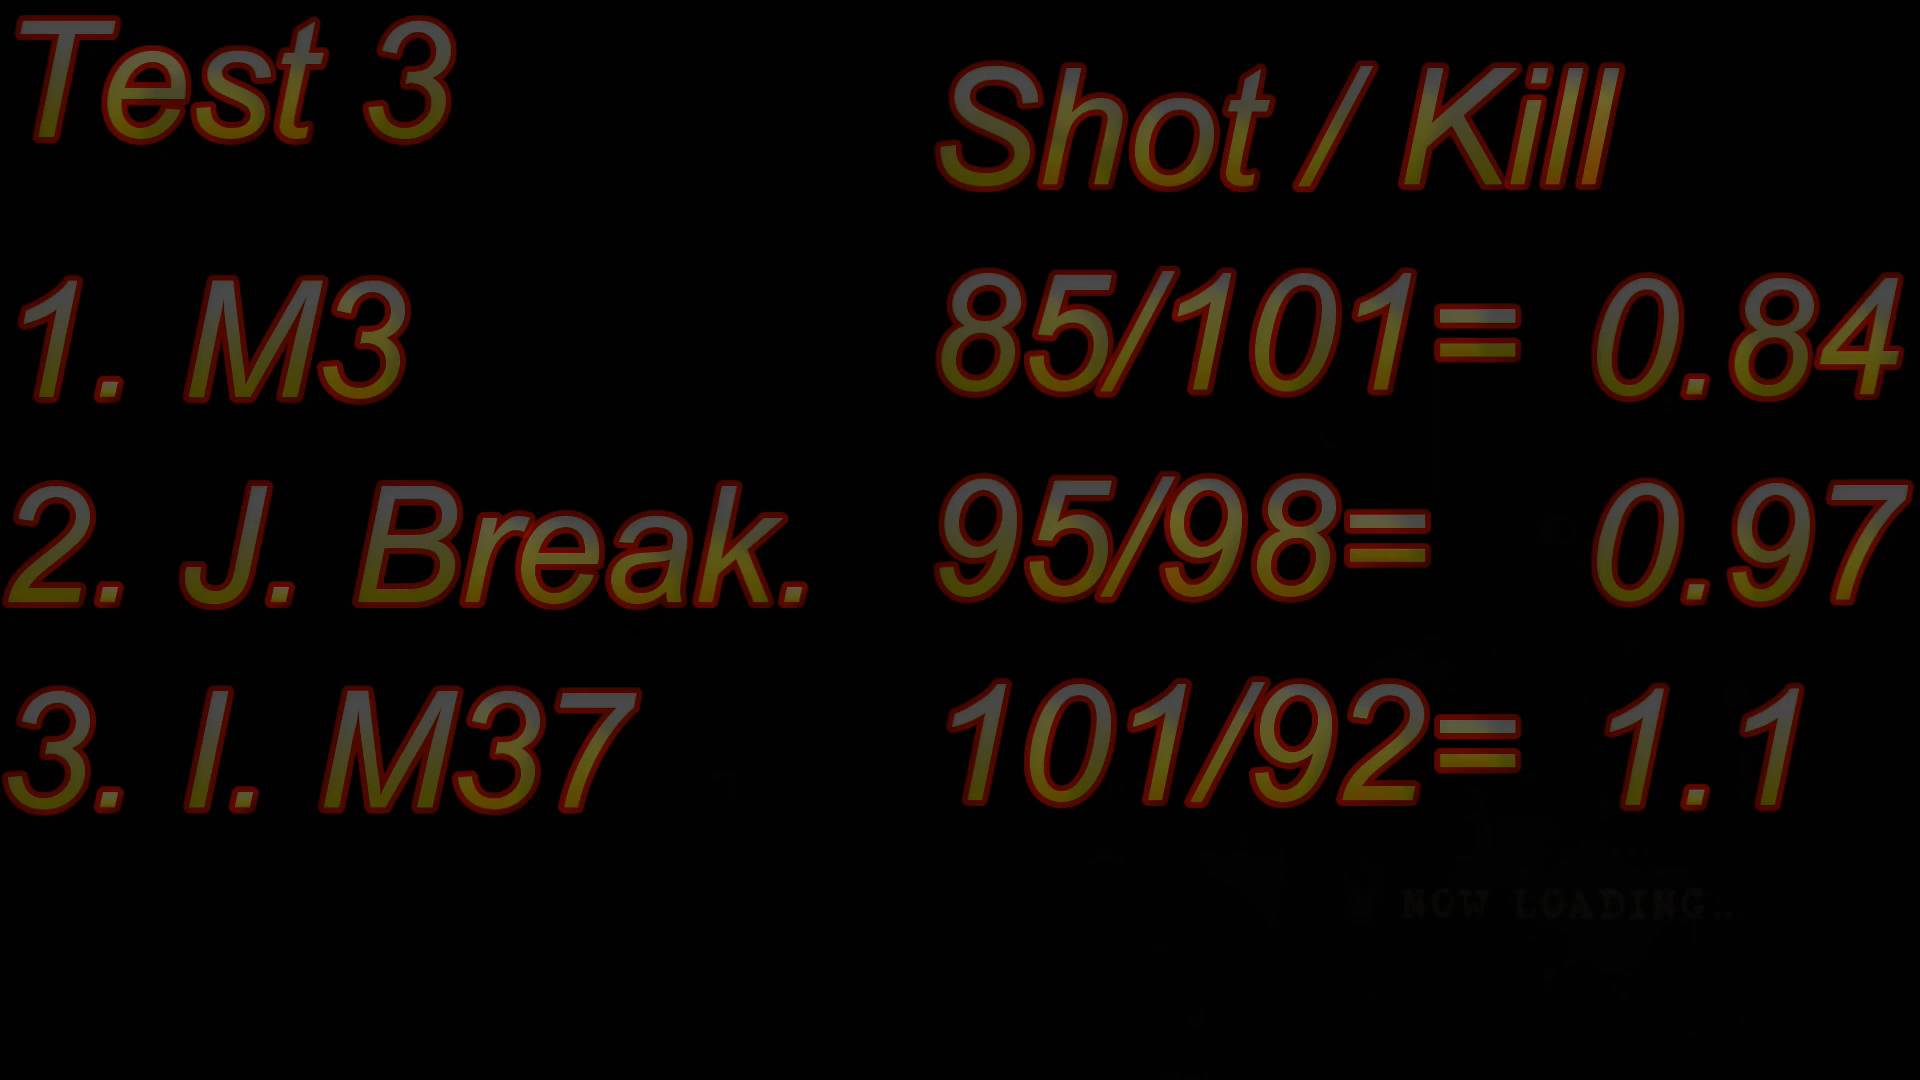 Test 3
Shot / Kill
1. M3 85/101= 0.84
2. J. Break. 95/98= 0.97
3. I. M37 101/92= 1.1
NOW LOADING...